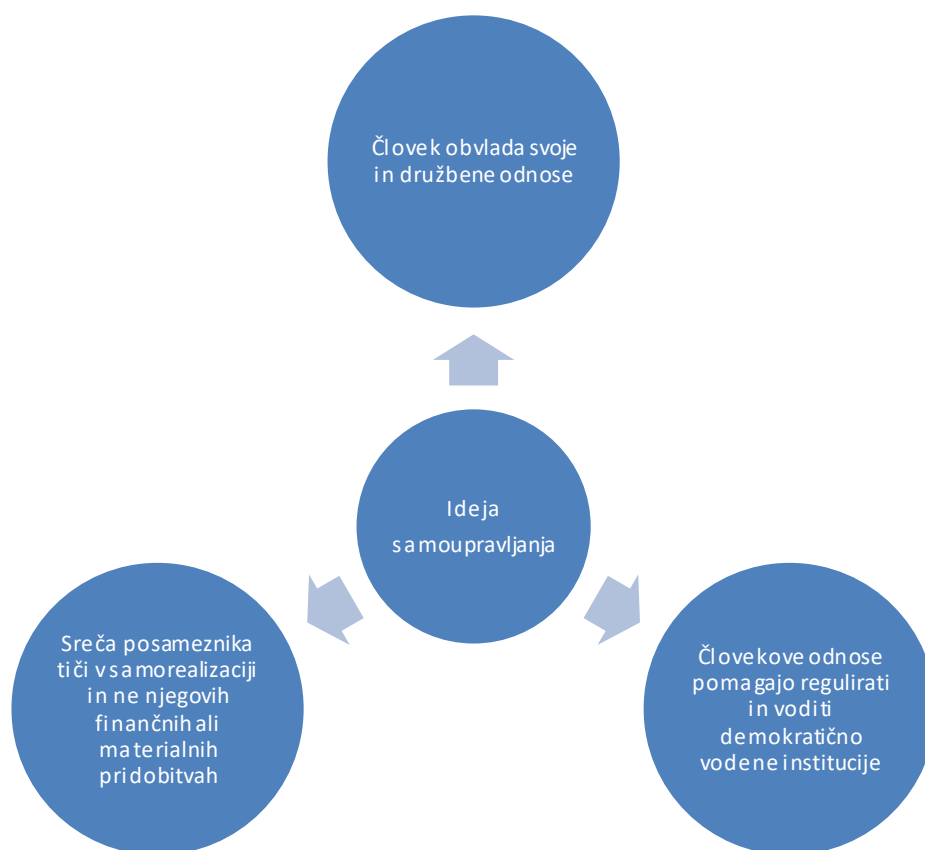 Človek obvlada svoje
in družbene odnose
Ideja
samoupravljanja
Sreča posameznika
tiči v samorealizaciji
in ne njegovih
finančnih ali
materialnih
pridobitvah
Človekove odnose
pomagajo regulirati
in voditi
demokratično
vodene institucije